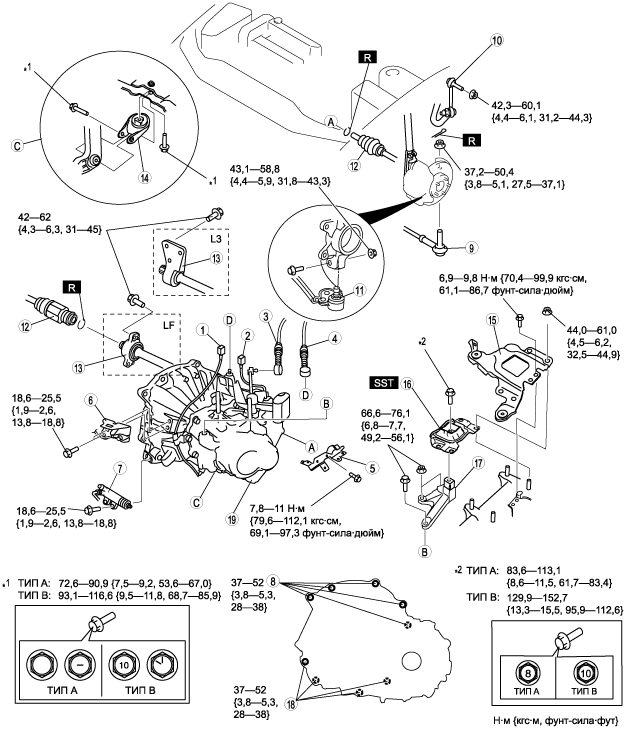 *1
C
14
*1
R
A
12
10
42,3—60,1
{4,4—6,1, 31,2—44,3}
R
43,1—58,8
{4,4—5,9, 31,8—43,3}
37,2—50,4
{3,8—5,1, 27,5—37,1}
9
42—62
{4,3—6,3, 31—45}
L3
13
11
6,9—9,8 Н·м {70,4—99,9 кгс·см,
61,1—86,7 фунт-сила·дюйм}
R
12
LF
13
1
D
2
3
4
D
*2
15
44,0—61,0
{4,5—6,2,
32,5—44,9}
SST
16
18,6—25,5
{1,9—2,6,
13,8—18,8}
6
B
66,6—76,1
{6,8—7,7,
49,2—56,1}
A
7
5
17
18,6—25,5
{1,9—2,6, 13,8—18,8}
C
19
7,8—11 Н·м
{79,6—112,1 кгс·см,
69,1—97,3 фунт-сила·дюйм}
B
*1 ТИП А: 72,6—90,9 {7,5—9,2, 53,6—67,0}
ТИП В: 93,1—116,6 {9,5—11,8, 68,7—85,9}
10
ТИП А ТИП В
37—52
{3,8—5,3,
28—38}
8
37—52
{3,8—5,3,
28—38}
18
*2 ТИП А: 83,6—113,1
{8,6—11,5, 61,7—83,4}
ТИП В: 129,9—152,7
{13,3—15,5, 95,9—112,6}
8 10
ТИП А ТИП В
Н·м {кгс·м, фунт-сила·фут}